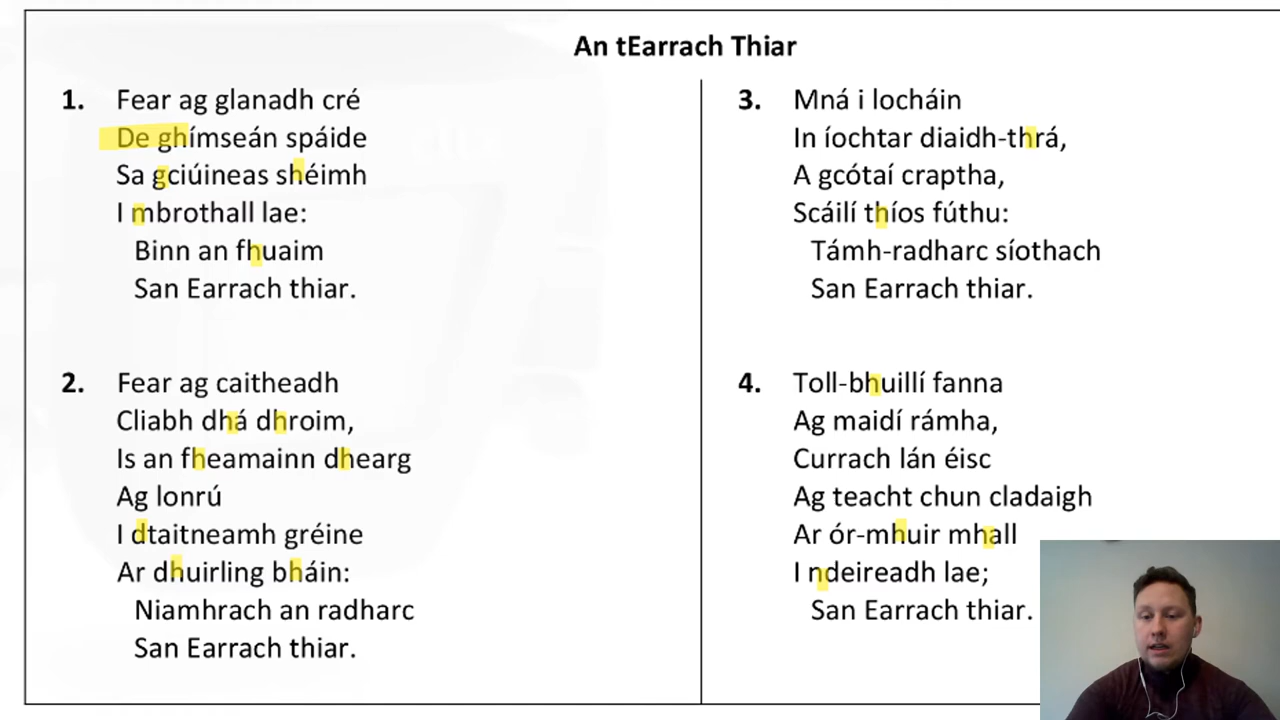 An tEarrach Thiar
1. Fear ag glanadh cré
De ghímseán spáide
Sa gciúineas shéimh
I mbrothall lae:
Binn an fhuaim
San Earrach thiar.
2. Fear ag caitheadh
Cliabh dhá dhroim,
Is an fheamainn dhearg
Ag lonrú
I dtaitneamh gréine
Ar dhuirling bháin:
Niamhrach an radharc
San Earrach thiar.
3. Mná i locháin
In íochtar diaidh-thrá,
A gcótaí craptha,
Scáilí thíos fúthu:
Támh-radharc síothach
San Earrach thiar.
4. Toll-bhuillí fanna
Ag maidí rámha,
Currach lán éisc
Ag teacht chun cladaigh
Ar ór-mhuir mhall
I ndeireadh lae;
San Earrach thiar.